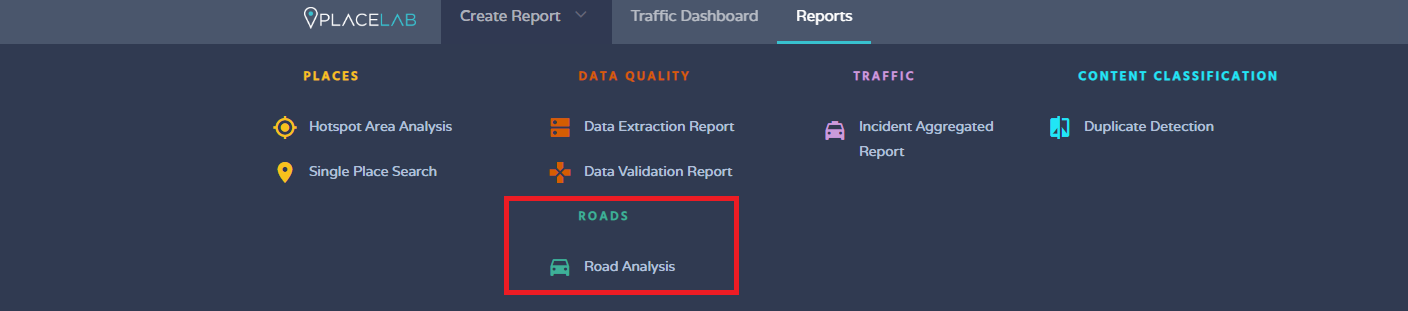 PLACELAB
Create Report
Traffic Dashboard
Reports
PLACES
Hotspot Area Analysis
Single Place Search
DATA QUALITY
Data Extraction Report
Data Validation Report
ROADS
Road Analysis
TRAFFIC
Incident Aggregated
Report
CONTENT CLASSIFICATION
Duplicate Detection